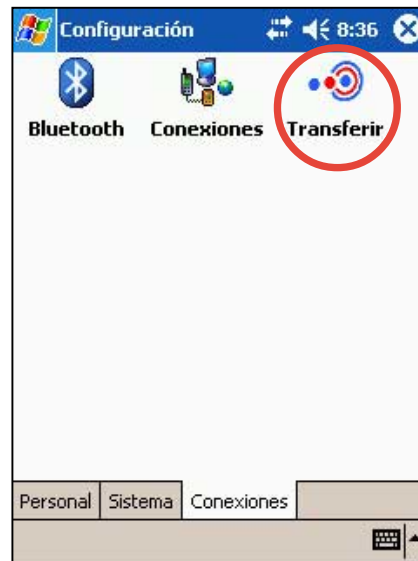 Configuración 8:36
Bluetooth Conexiones Transferir
Personal Sistema Conexiones